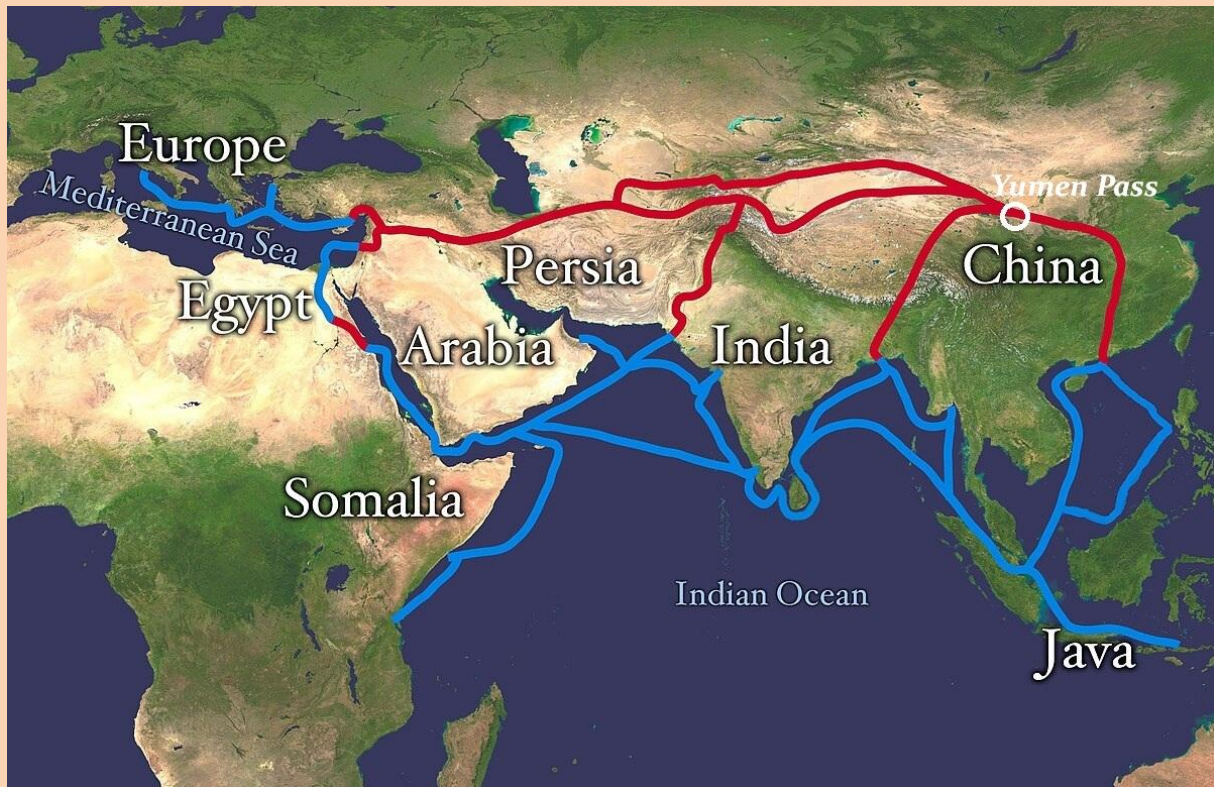 Europe
Mediterranean Sea
Yumen Pass
Persia
China
Egypt
Arabia
India
Somalia
Indian Ocean
Java